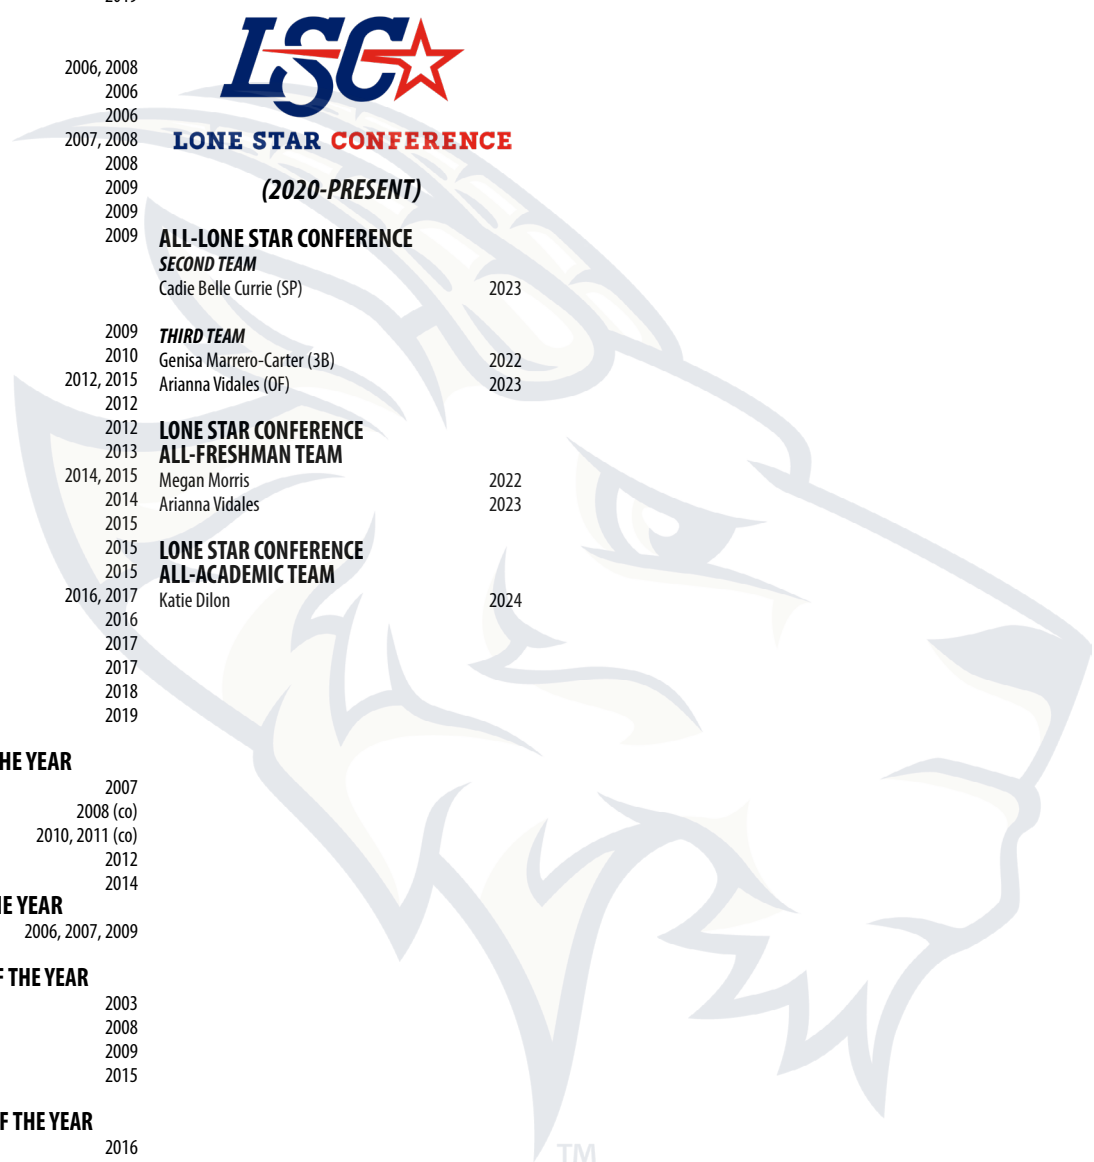 2006, 2008
2006
2006
2007, 2008
2008
2009
2009
2009
2009
2010
2012, 2015
2012
2012
2013
2014, 2015
2014
2015
2015
2015
2016, 2017
2016
2017
2017
2018
2019
HE YEAR
2007
2008 (co)
2010, 2011 (co)
2012
2014
E YEAR
2006, 2007, 2009
F THE YEAR
2003
2008
2009
2015
F THE YEAR
2016
LSC
LONE STAR CONFERENCE
(2020-PRESENT)
ALL-LONE STAR CONFERENCE
SECOND TEAM
Cadie Belle Currie (SP) 2023
THIRD TEAM
Genisa Marrero-Carter (3B) 2022
Arianna Vidales (OF) 2023
LONE STAR CONFERENCE
ALL-FRESHMAN TEAM
Megan Morris 2022
Arianna Vidales 2023
LONE STAR CONFERENCE
ALL-ACADEMIC TEAM
Katie Dilon 2024
TM